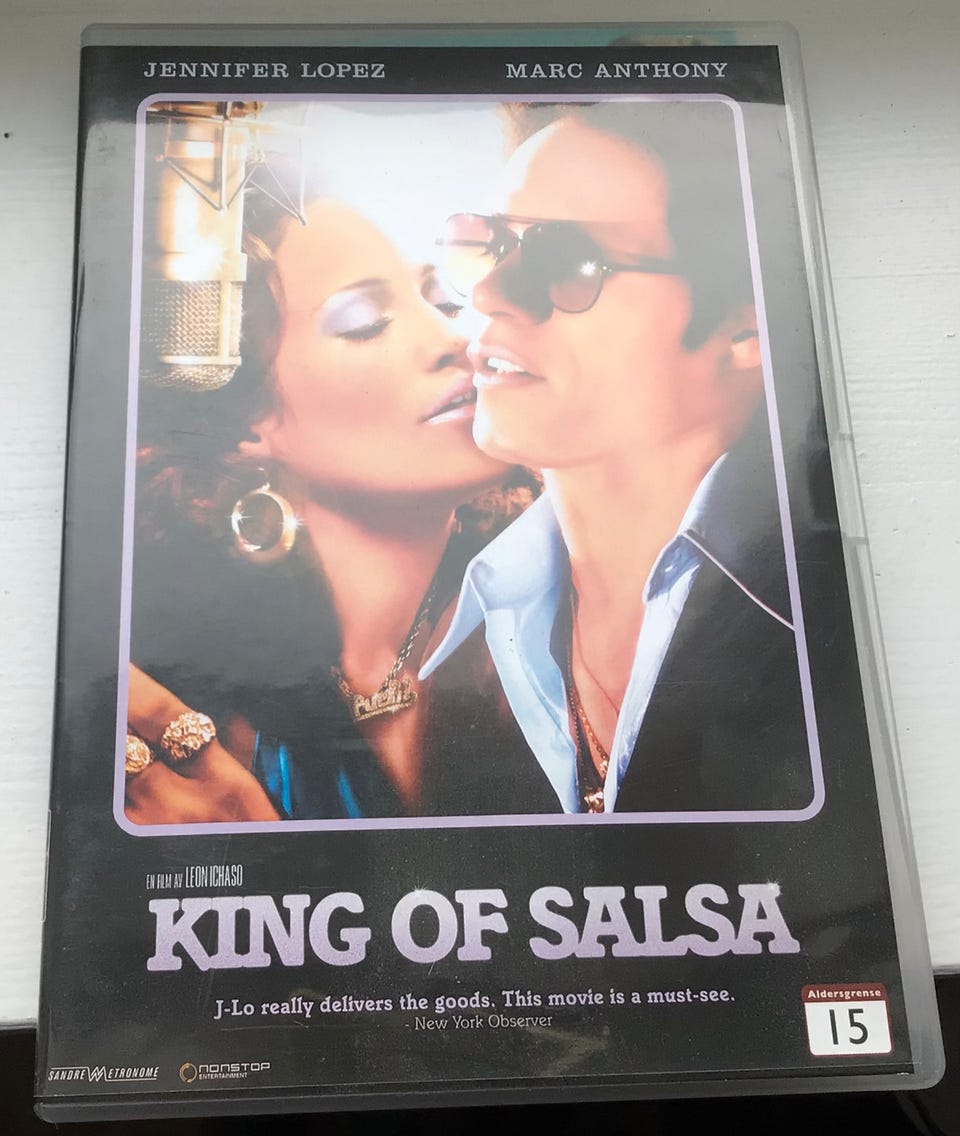 JENNIFER LOPEZ
MARC ANTHONY
Puchi
EN FILM AV LEON ICHASO
KING OF SALSA
J-Lo really delivers the goods. This movie is a must-see.
- New York Observer
Aldersgrense
15
SANDREW METRONOME
NONSTOP
ENTERTAINMENT